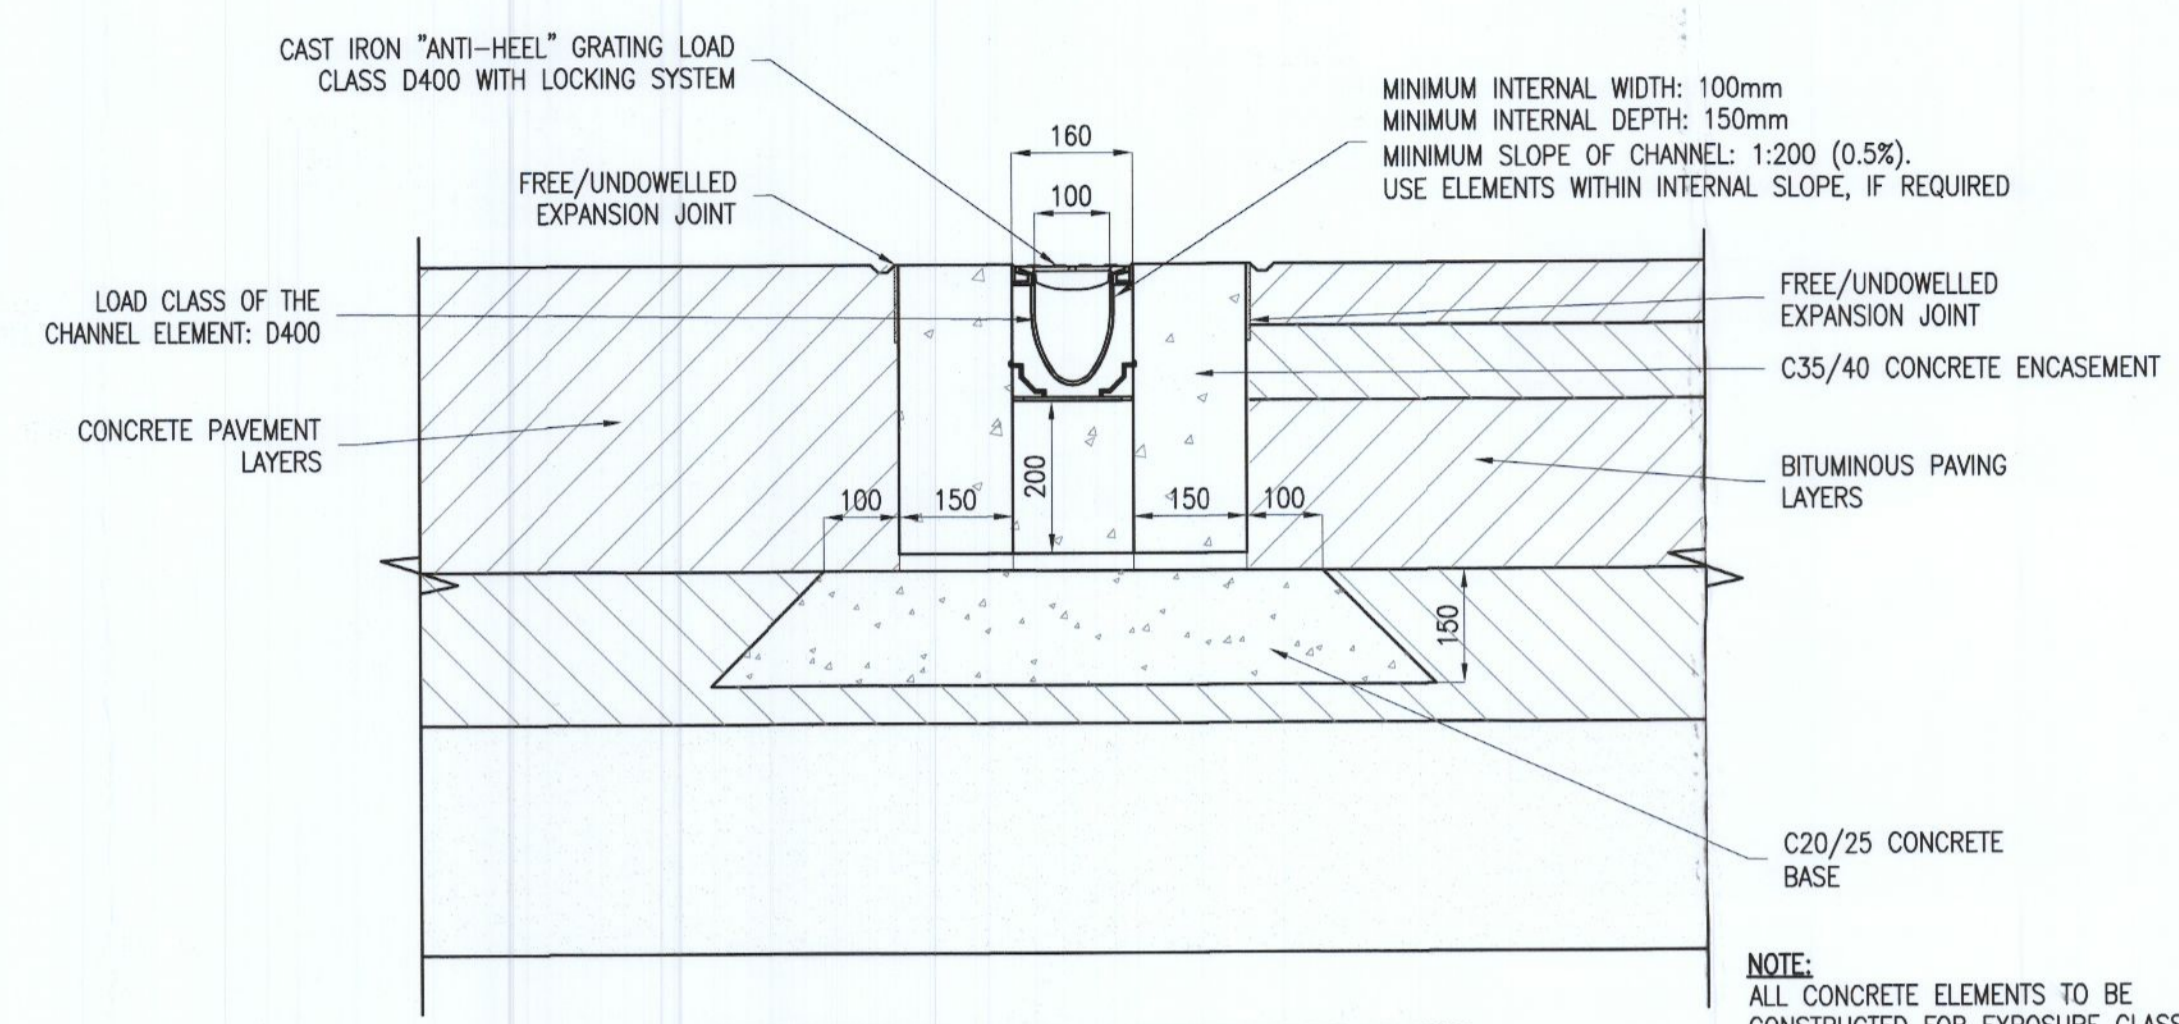 CAST IRON "ANTI-HEEL" GRATING LOAD
CLASS D400 WITH LOCKING SYSTEM
MINIMUM INTERNAL WIDTH: 100mm
MINIMUM INTERNAL DEPTH: 150mm
MIINIMUM SLOPE OF CHANNEL: 1:200 (0.5%).
USE ELEMENTS WITHIN INTERNAL SLOPE, IF REQUIRED
160
100
FREE/UNDOWELLED
EXPANSION JOINT
LOAD CLASS OF THE
CHANNEL ELEMENT: D400
FREE/UNDOWELLED
EXPANSION JOINT
C35/40 CONCRETE ENCASEMENT
CONCRETE PAVEMENT
LAYERS
BITUMINOUS PAVING
LAYERS
100
150
200
150
100
150
C20/25 CONCRETE
BASE
NOTE:
ALL CONCRETE ELEMENTS TO BE
CONSTRUCTED FOR EXPOSURE CLASS